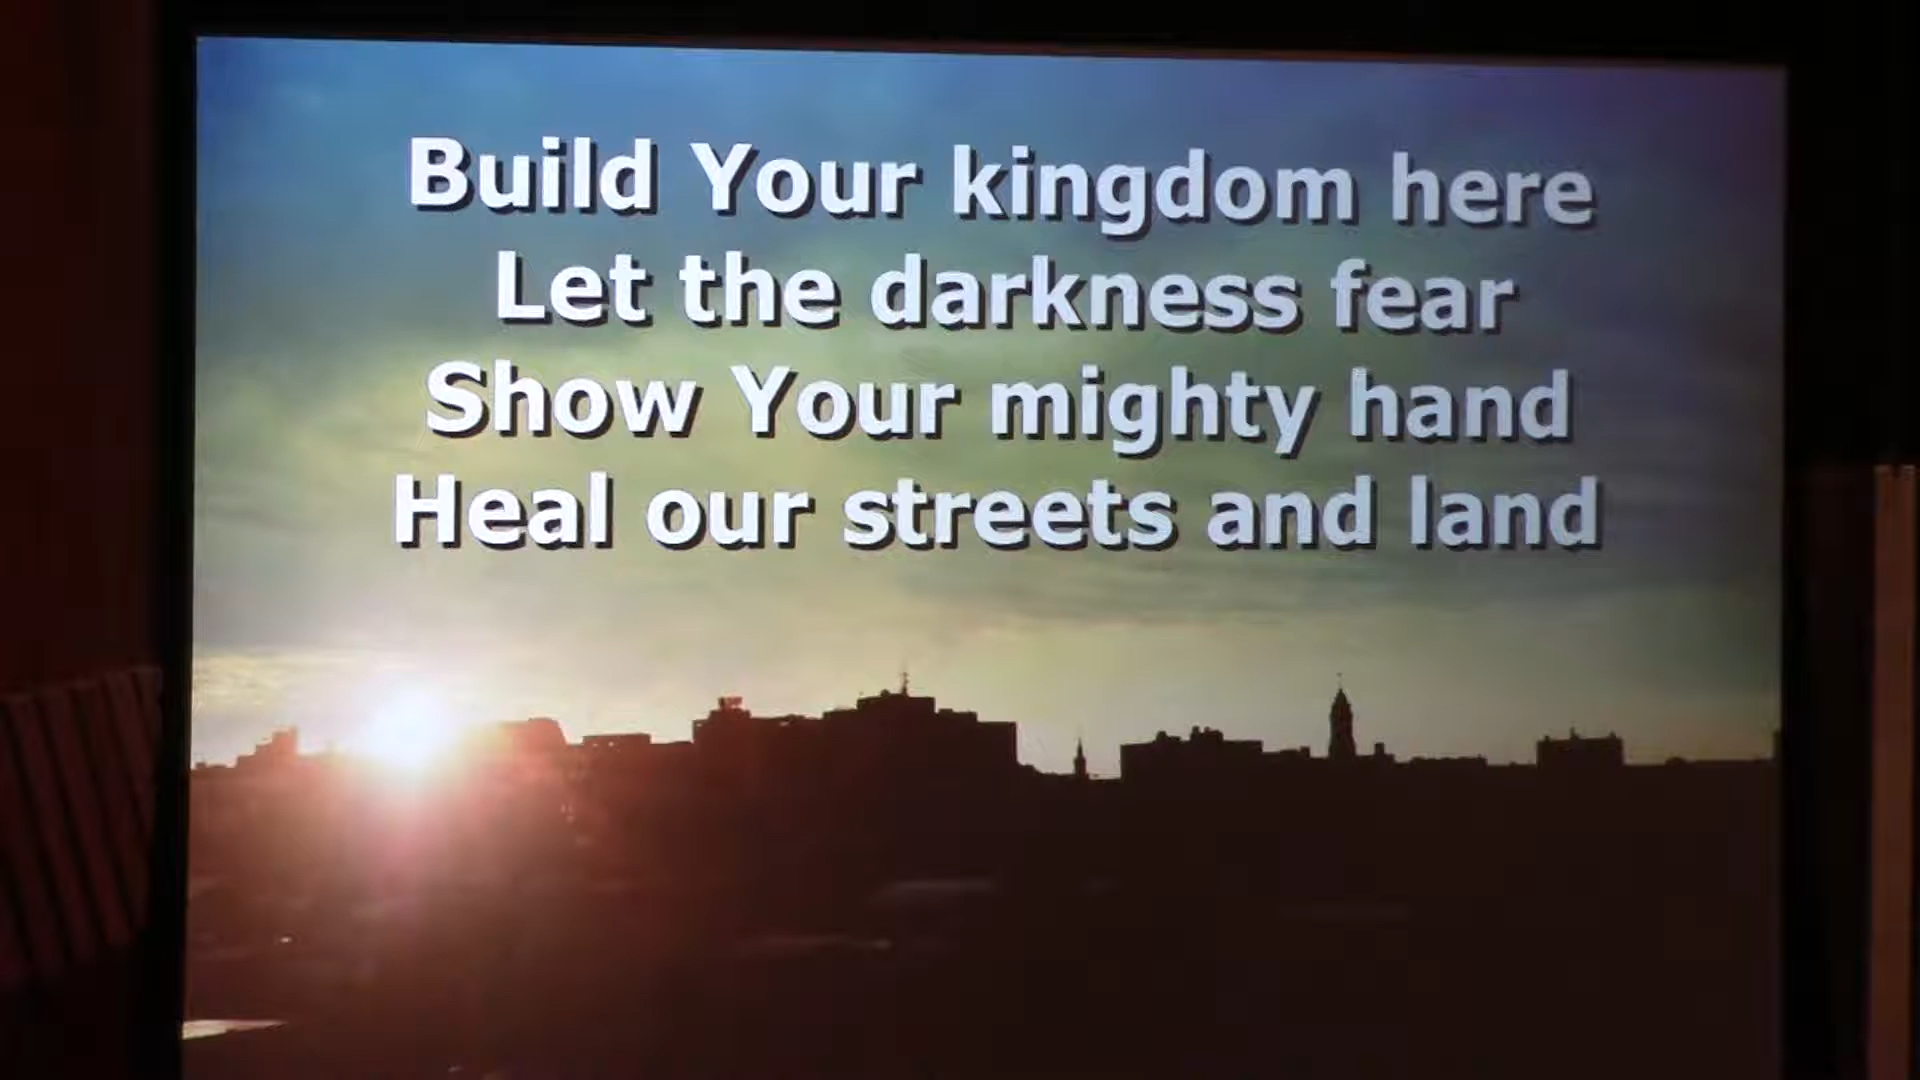 Build Your kingdom here
Let the darkness fear
Show Your mighty hand
Heal our streets and land